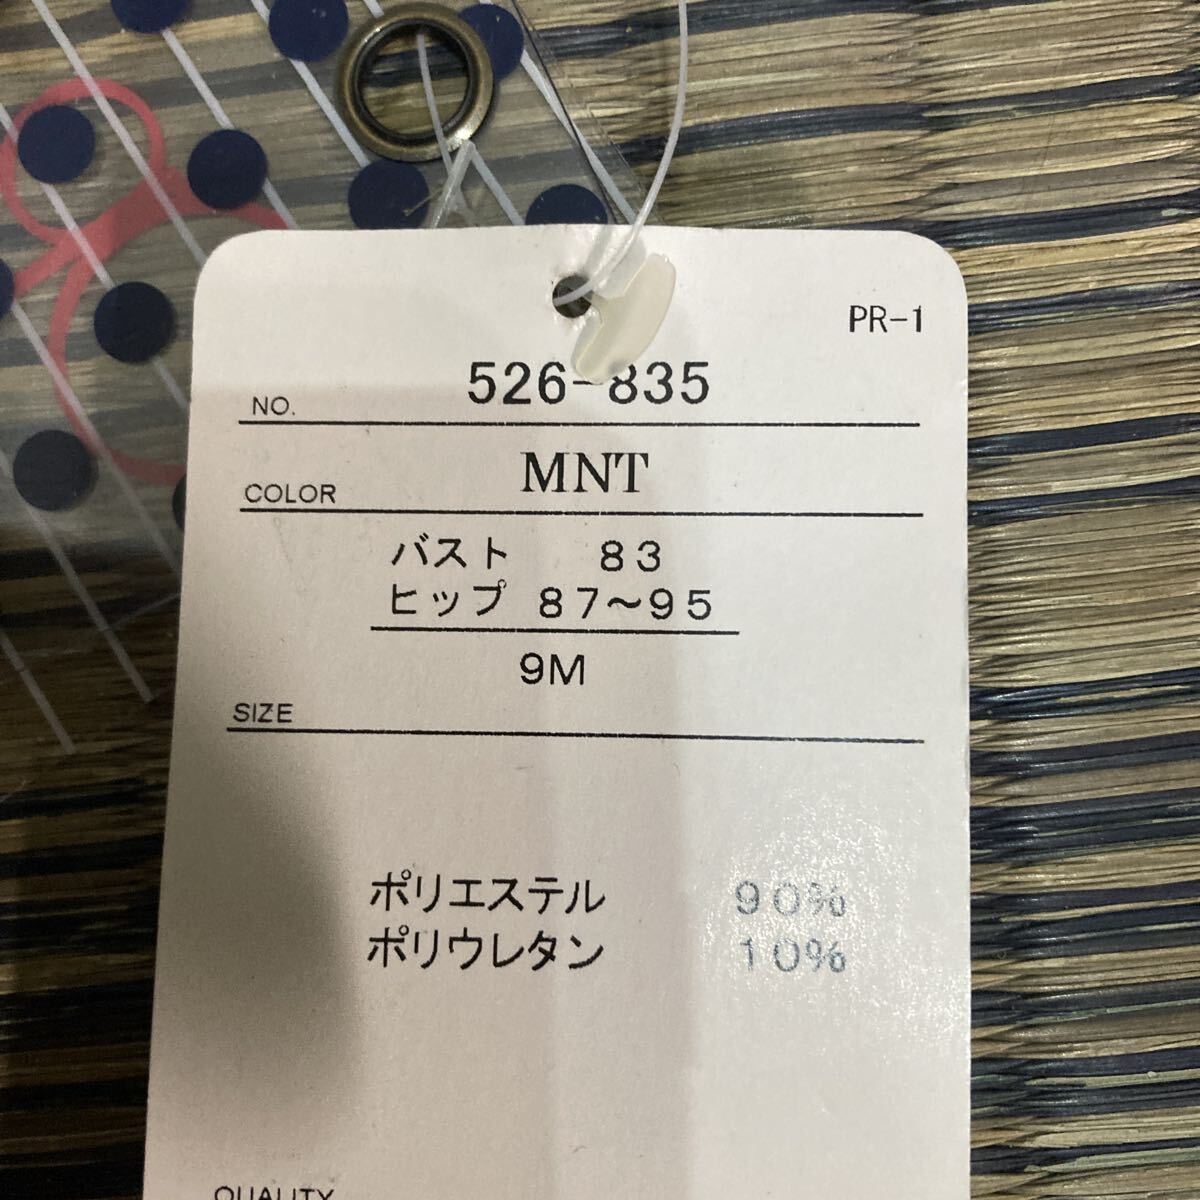 PR-1
NO. 526-835
COLOR MNT
バスト 83
ヒップ 87〜95
9M
SIZE
ポリエステル 90%
ポリウレタン 10%
QUALITY